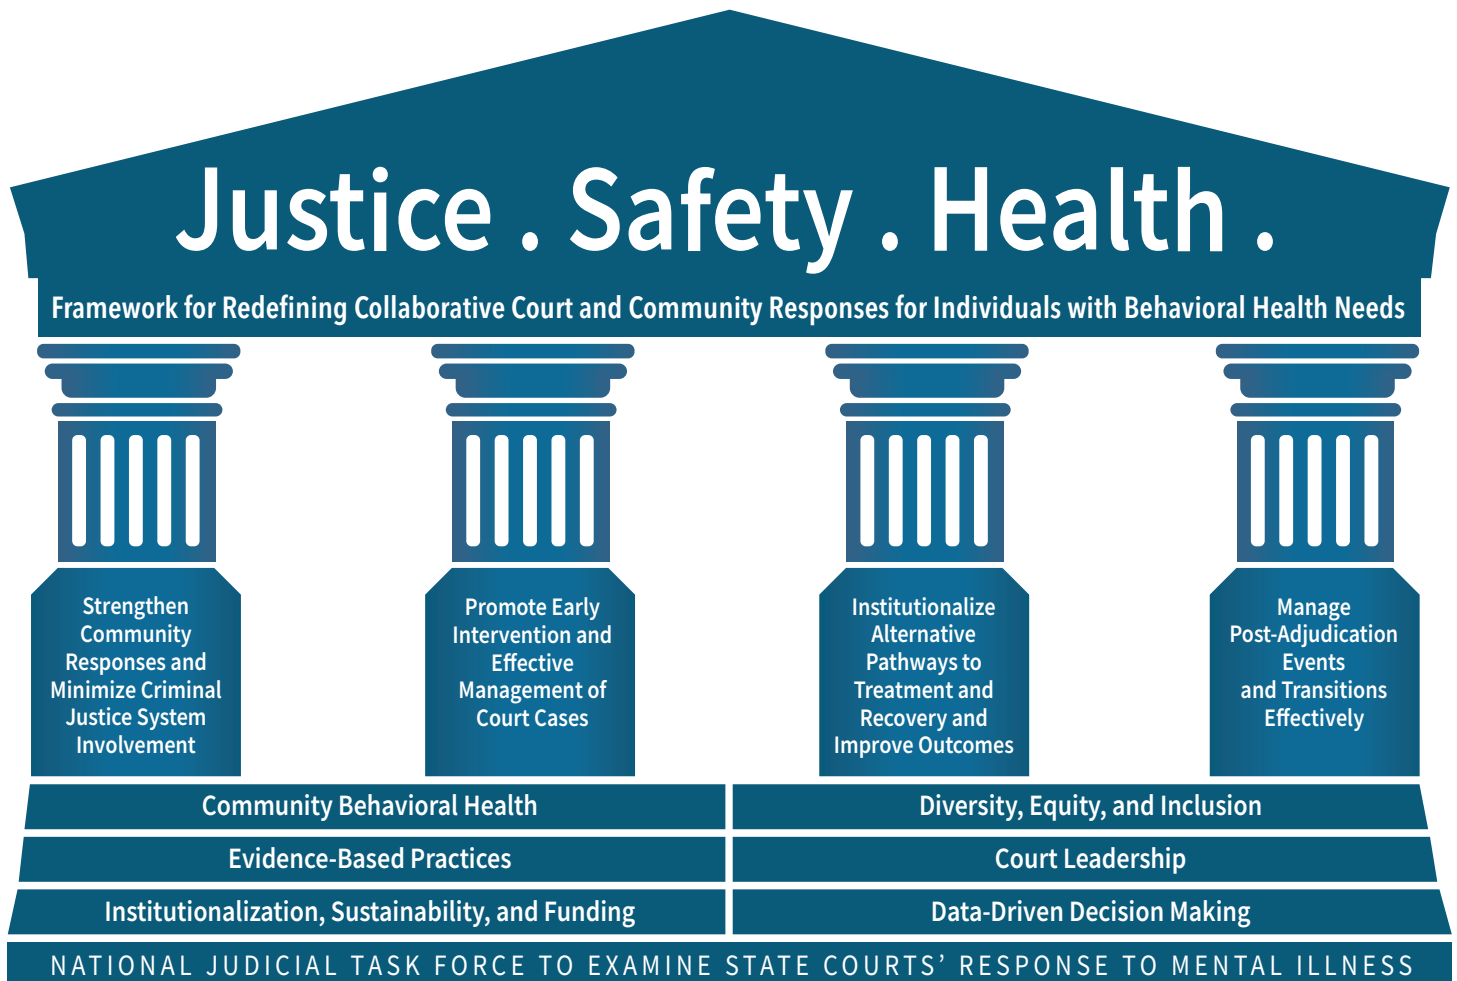 Justice . Safety . Health .
Framework for Redefining Collaborative Court and Community Responses for Individuals with Behavioral Health Needs
Strengthen
Community
Responses and
Minimize Criminal
Justice System
Involvement
Promote Early
Intervention and
Effective
Management of
Court Cases
Institutionalize
Alternative
Pathways to
Treatment and
Recovery and
Improve Outcomes
Manage
Post-Adjudication
Events
and Transitions
Effectively
Community Behavioral Health
Diversity, Equity, and Inclusion
Evidence-Based Practices
Court Leadership
Institutionalization, Sustainability, and Funding
Data-Driven Decision Making
NATIONAL JUDICIAL TASK FORCE TO EXAMINE STATE COURTS’ RESPONSE TO MENTAL ILLNESS